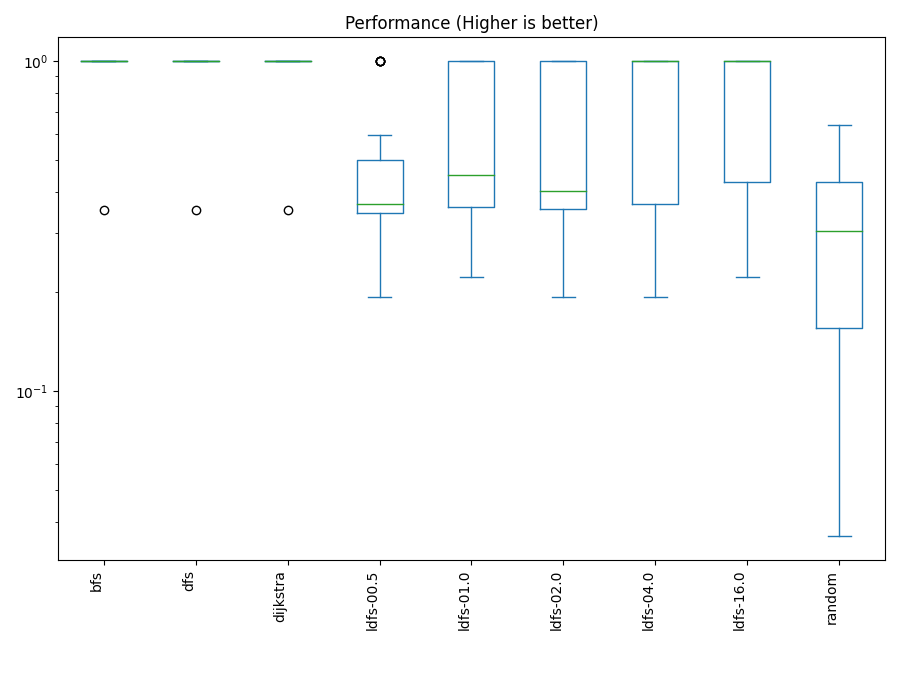 Performance (Higher is better)
10⁰
10⁻¹
bfs
dfs
dijkstra
ldfs-00.5
ldfs-01.0
ldfs-02.0
ldfs-04.0
ldfs-16.0
random